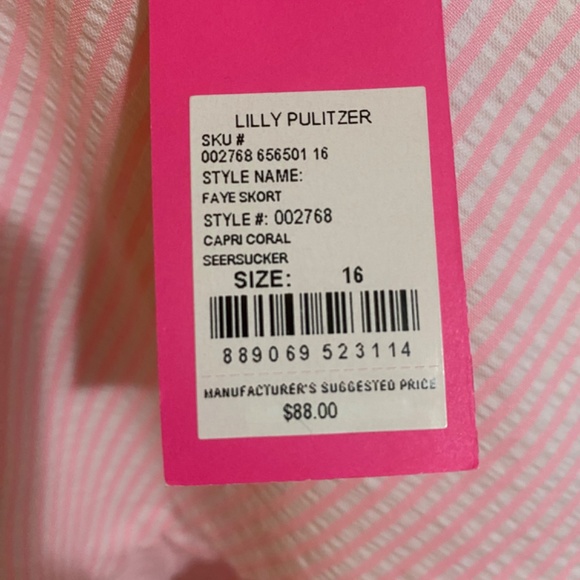 LILLY PULITZER
SKU #
002768 656501 16
STYLE NAME:
FAYE SKORT
STYLE #: 002768
CAPRI CORAL
SEERSUCKER
SIZE: 16
889069 523114
MANUFACTURER'S SUGGESTED PRICE
$88.00